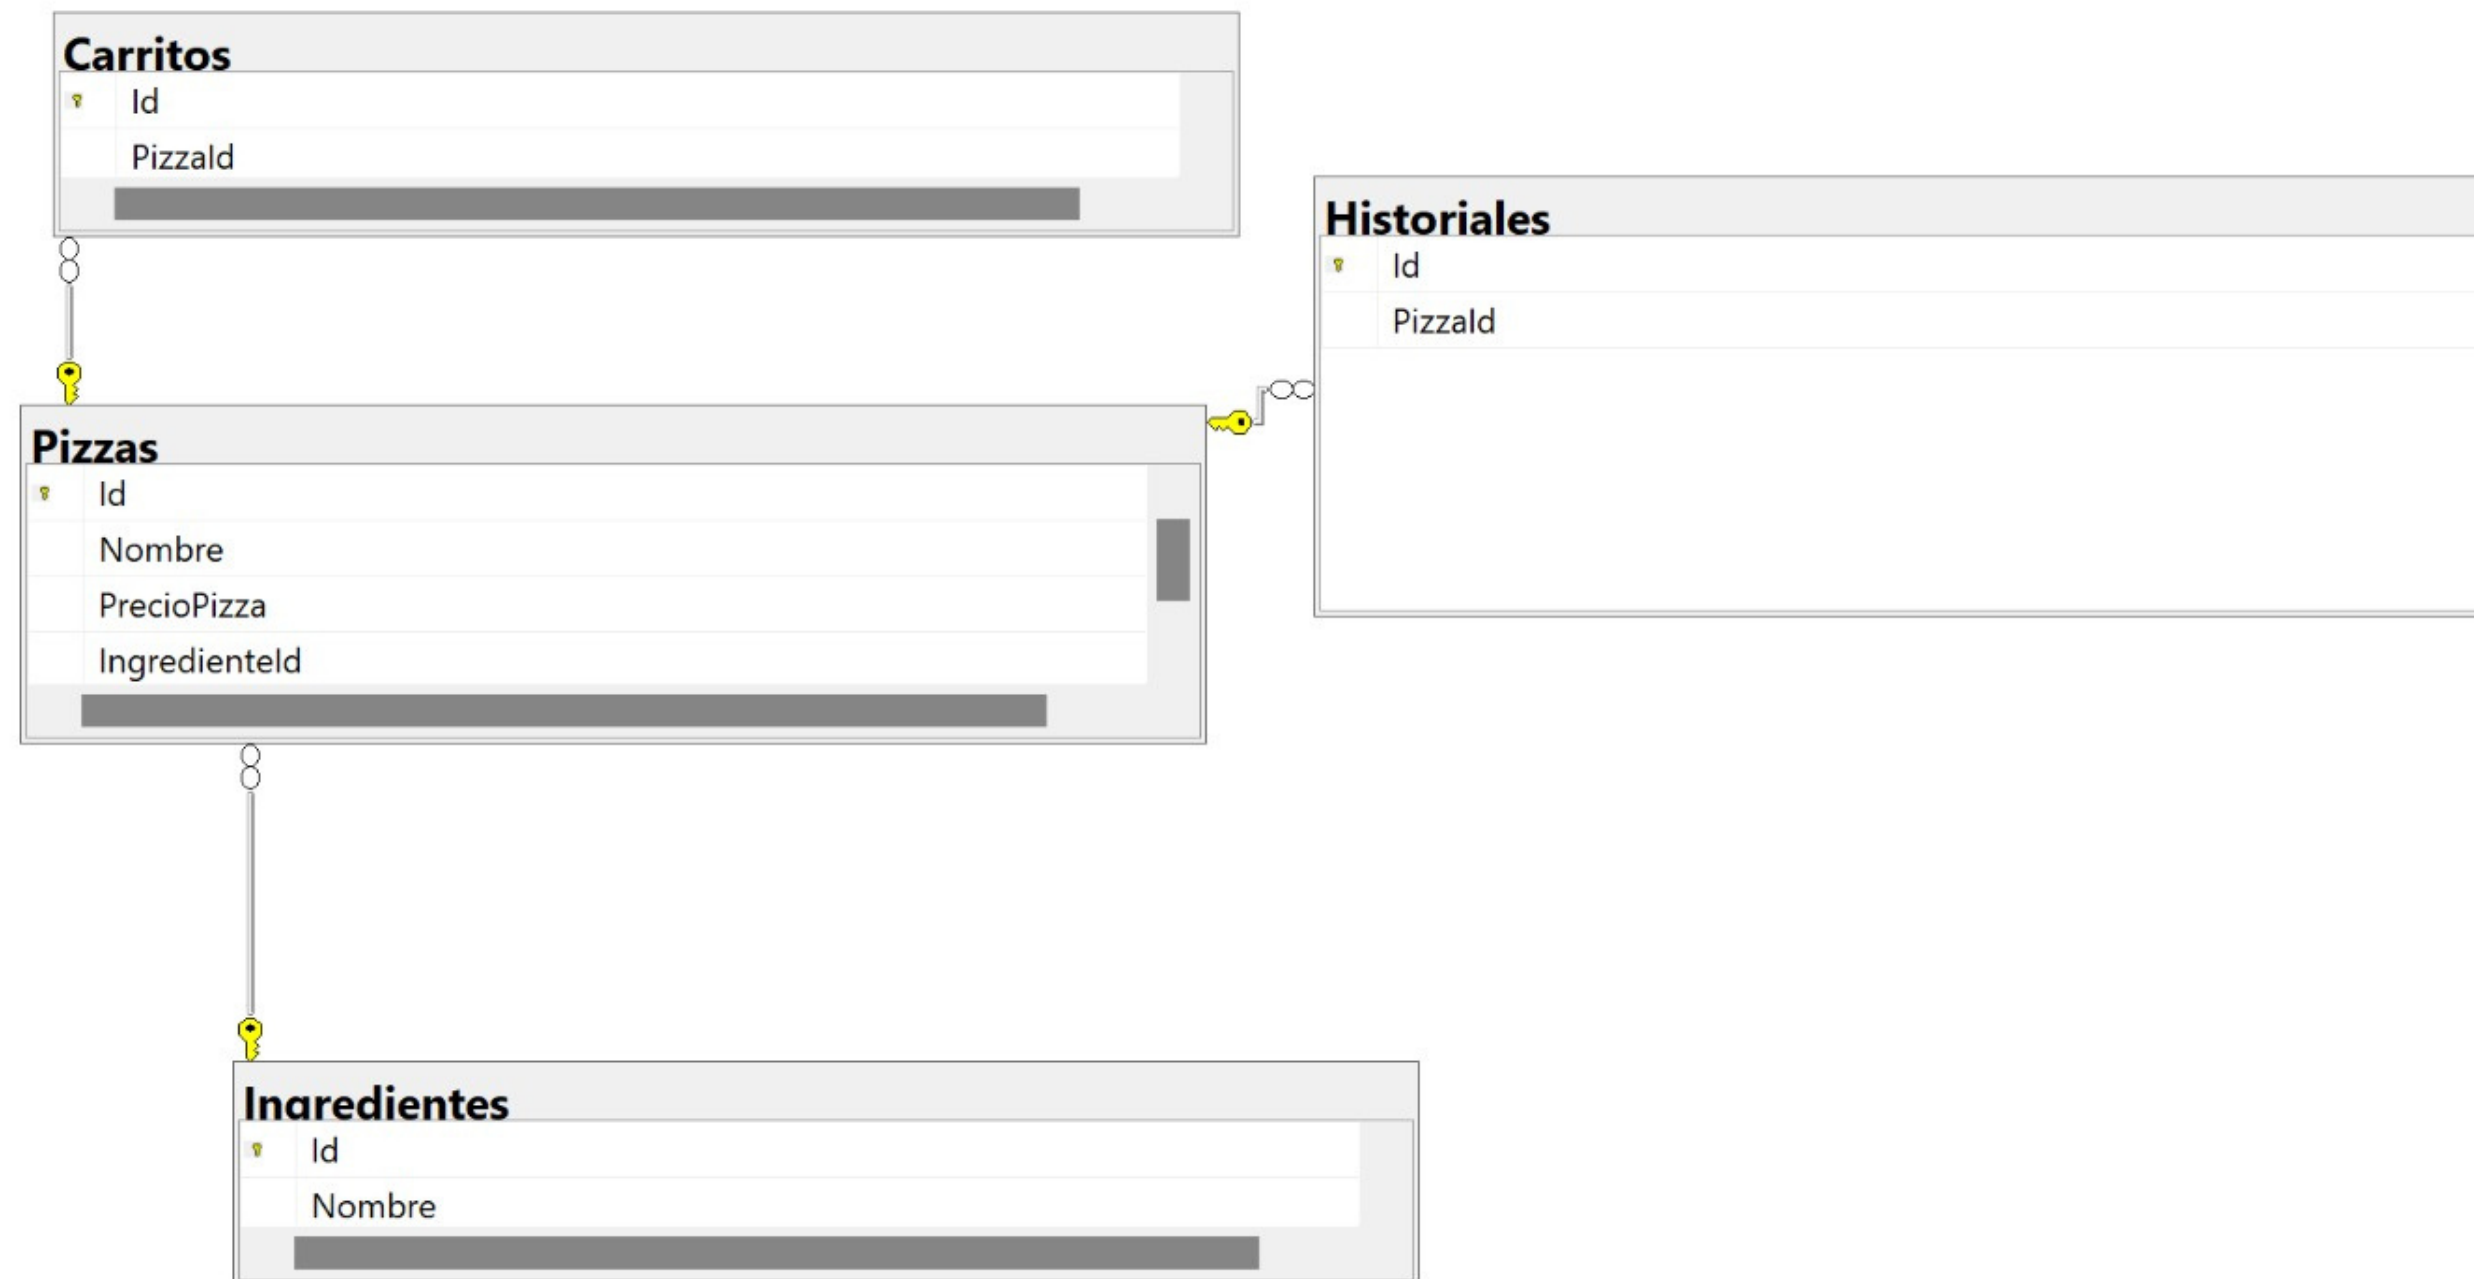 Carritos
Id
PizzaId
Historiales
Id
PizzaId
Pizzas
Id
Nombre
PrecioPizza
IngredienteId
Ingredientes
Id
Nombre